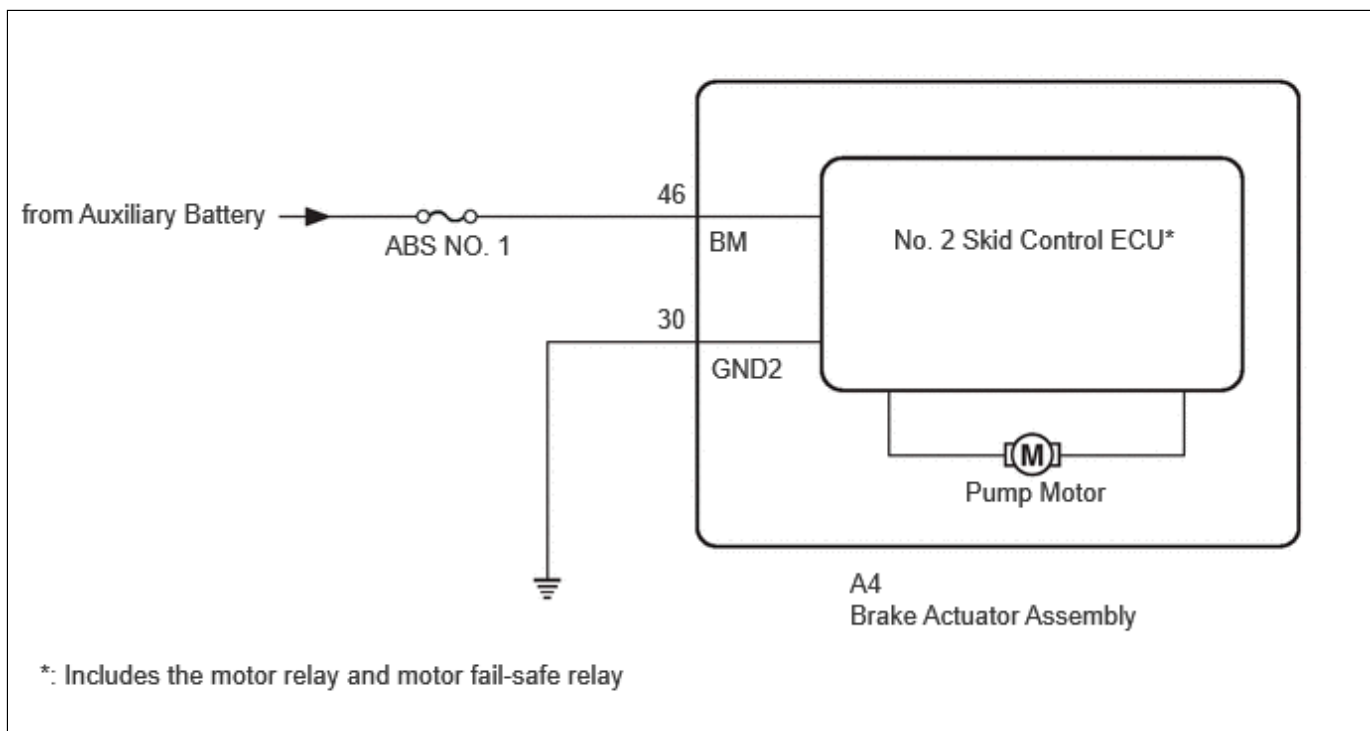 46
from Auxiliary Battery
ABS NO. 1
BM
No. 2 Skid Control ECU*
30
GND2
M
Pump Motor
A4
Brake Actuator Assembly
*: Includes the motor relay and motor fail-safe relay